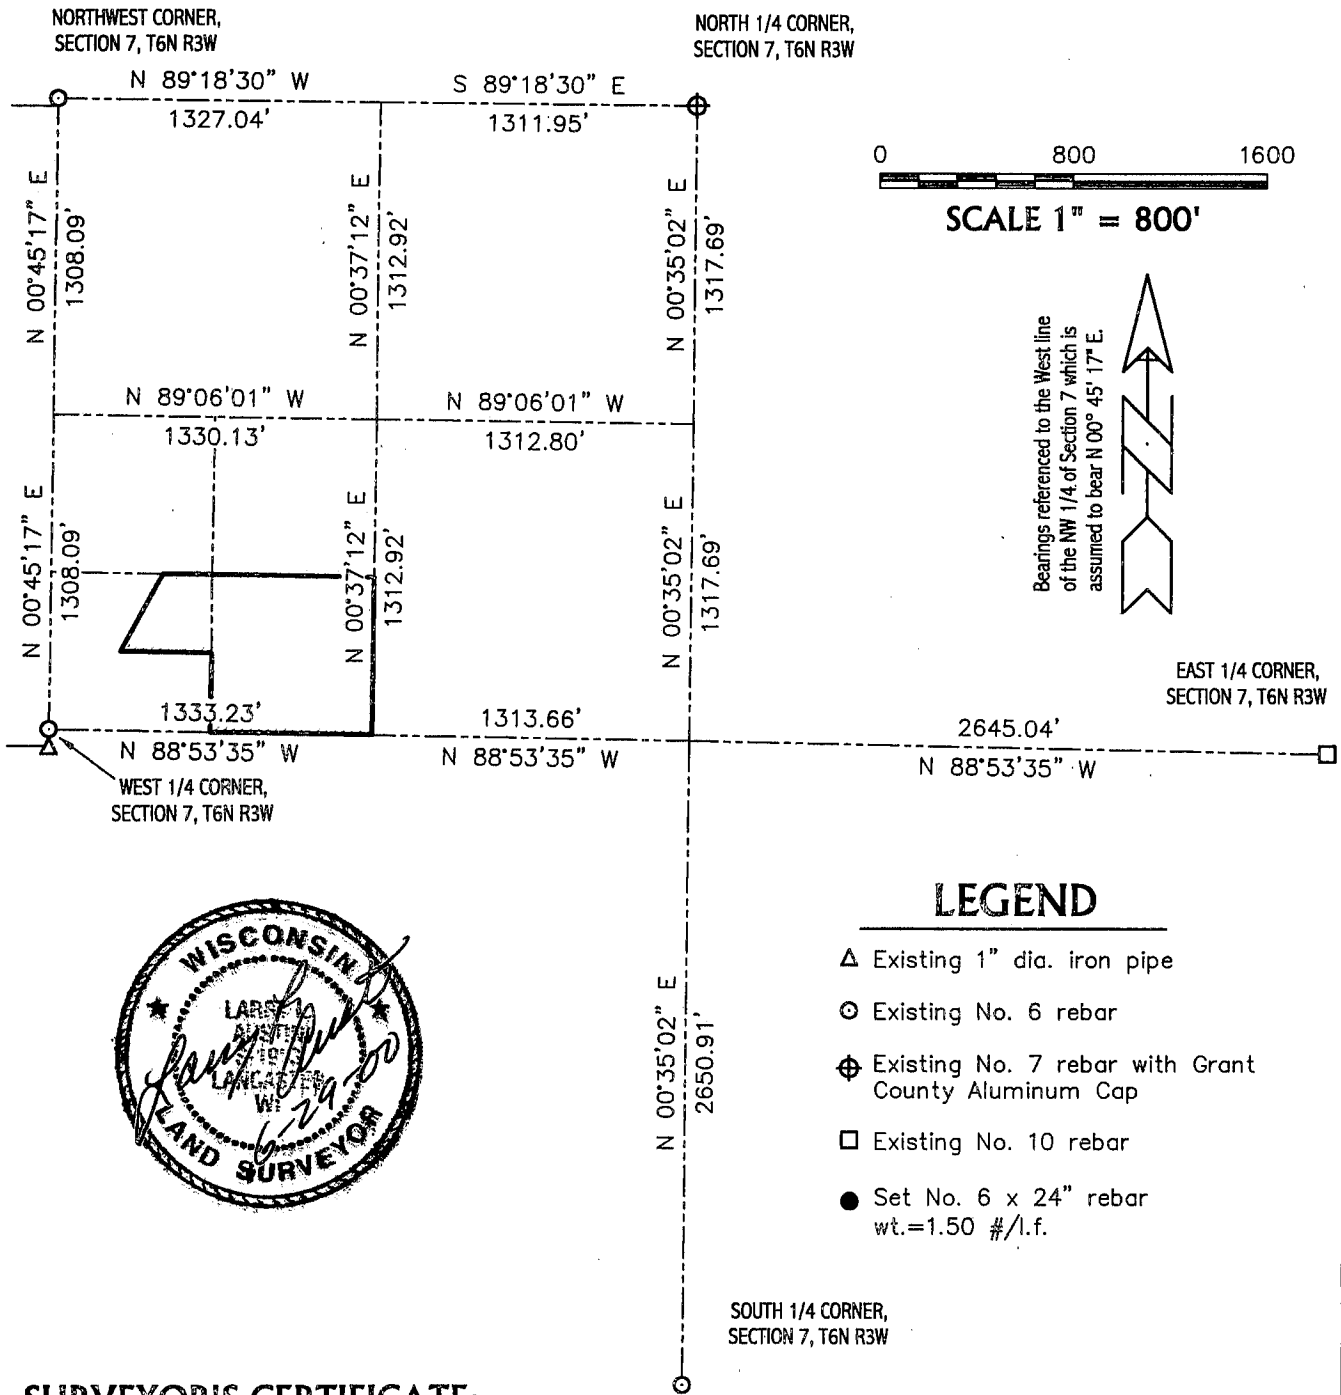 NORTHWEST CORNER,
SECTION 7, T6N R3W
NORTH 1/4 CORNER,
SECTION 7, T6N R3W
N 89°18'30" W
1327.04'
S 89°18'30" E
1311.95'
0 800 1600
SCALE 1" = 800'
N 00°45'17" E
1308.09'
N 00°37'12" E
1312.92'
N 00°35'02" E
1317.69'
Bearings referenced to the West line
of the NW 1/4 of Section 7 which is
assumed to bear N 00° 45' 17" E.
N 89°06'01" W
1330.13'
N 89°06'01" W
1312.80'
N 00°45'17" E
1308.09'
N 00°37'12" E
1312.92'
N 00°35'02" E
1317.69'
EAST 1/4 CORNER,
SECTION 7, T6N R3W
1333.23'
N 88°53'35" W
1313.66'
N 88°53'35" W
2645.04'
N 88°53'35" W
WEST 1/4 CORNER,
SECTION 7, T6N R3W
LEGEND
Existing 1" dia. iron pipe
Existing No. 6 rebar
Existing No. 7 rebar with Grant
County Aluminum Cap
Existing No. 10 rebar
Set No. 6 x 24" rebar
wt.=1.50 #/l.f.
WISCONSIN
LANCASTER
WI
6-29-00
LAND SURVEYOR
N 00°35'02" E
2650.91'
SOUTH 1/4 CORNER,
SECTION 7, T6N R3W
SURVEYOR'S CERTIFICATE: